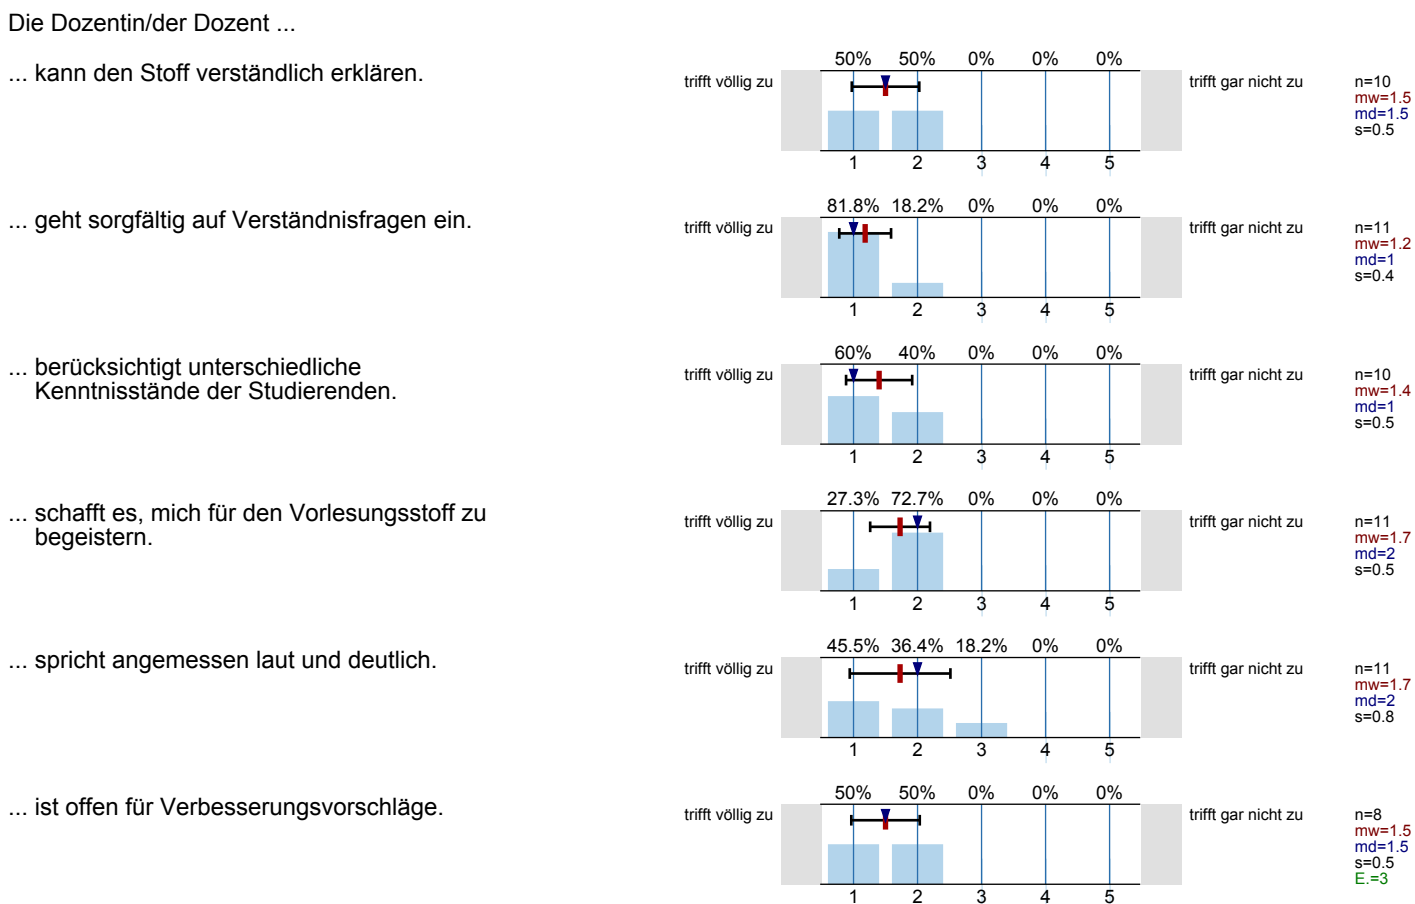 Die Dozentin/der Dozent ...
... kann den Stoff verständlich erklären.
50% 50% 0% 0% 0%
trifft völlig zu
trifft gar nicht zu
n=10
mw=1.5
md=1.5
s=0.5
1 2 3 4 5
... geht sorgfältig auf Verständnisfragen ein.
81.8% 18.2% 0% 0% 0%
trifft völlig zu
trifft gar nicht zu
n=11
mw=1.2
md=1
s=0.4
1 2 3 4 5
... berücksichtigt unterschiedliche
Kenntnisstände der Studierenden.
60% 40% 0% 0% 0%
trifft völlig zu
trifft gar nicht zu
n=10
mw=1.4
md=1
s=0.5
1 2 3 4 5
... schafft es, mich für den Vorlesungsstoff zu
begeistern.
27.3% 72.7% 0% 0% 0%
trifft völlig zu
trifft gar nicht zu
n=11
mw=1.7
md=2
s=0.5
1 2 3 4 5
... spricht angemessen laut und deutlich.
45.5% 36.4% 18.2% 0% 0%
trifft völlig zu
trifft gar nicht zu
n=11
mw=1.7
md=2
s=0.8
1 2 3 4 5
... ist offen für Verbesserungsvorschläge.
50% 50% 0% 0% 0%
trifft völlig zu
trifft gar nicht zu
n=8
mw=1.5
md=1.5
s=0.5
E.=3
1 2 3 4 5